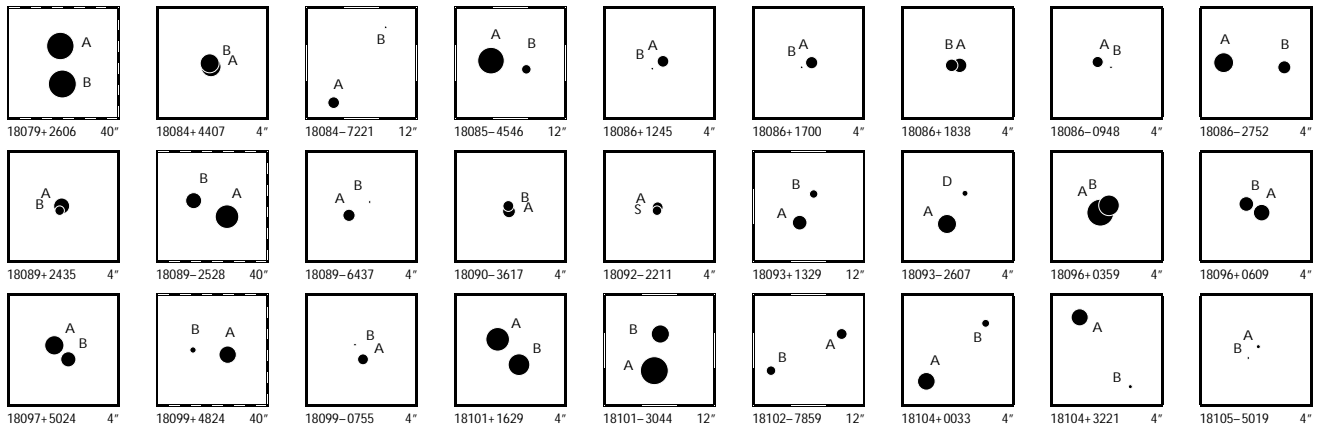 A B A B A B A B A B A B A B A B A B
18079+2606 40" 18084+4407 4" 18084−7221 12" 18085−4546 12" 18086+1245 4" 18086+1700 4" 18086+1838 4" 18086−0948 4" 18086−2752 4"
A B A B A B A B A S A B A D A B A B
18089+2435 4" 18089−2528 40" 18089−6437 4" 18090−3617 4" 18092−2211 4" 18093+1329 12" 18093−2607 4" 18096+0359 4" 18096+0609 4"
A B A B A B A B A B A B A B A B A B
18097+5024 4" 18099+4824 40" 18099−0755 4" 18101+1629 4" 18101−3044 12" 18102−7859 12" 18104+0033 4" 18104+3221 4" 18105−5019 4"